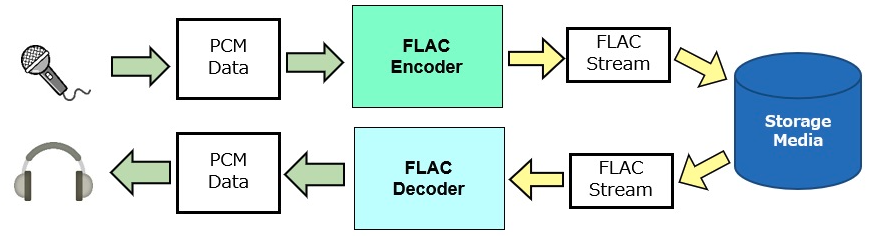 PCM
Data
FLAC
Encoder
FLAC
Stream
Storage
Media
PCM
Data
FLAC
Decoder
FLAC
Stream